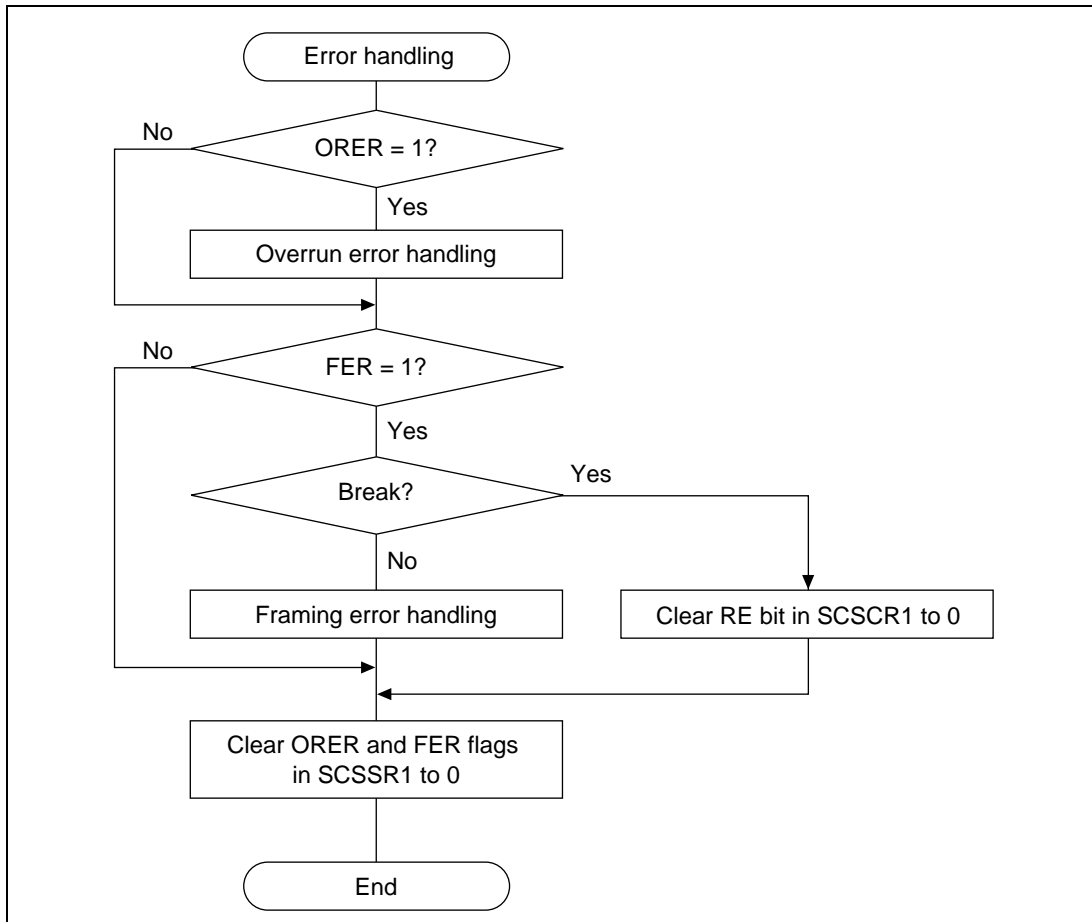 Error handling
No
ORER = 1?
Yes
Overrun error handling
No
FER = 1?
Yes
Break?
Yes
No
Framing error handling
Clear RE bit in SCSCR1 to 0
Clear ORER and FER flags
in SCSSR1 to 0
End